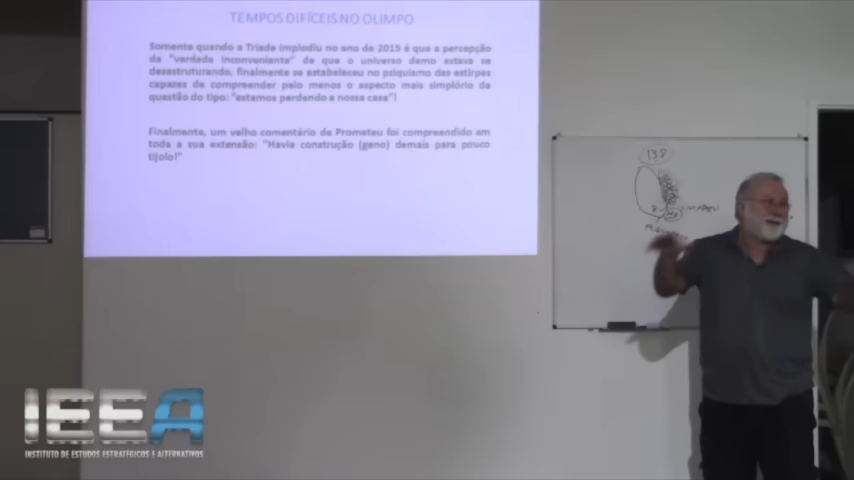 TEMPOS DIFÍCEIS NO OLIMPO
Somente quando a Tríade implodiu no ano de 2015 é que a percepção
da "verdade inconveniente" de que o universo demo estava se
desestruturando, finalmente se estabeleceu no psiquismo das estirpes
capazes de compreender pelo menos o aspecto mais simplório da
questão do tipo: "estamos perdendo a nossa casa"!
Finalmente, um velho comentário de Prometeu foi compreendido em
toda a sua extensão: "Havia construção (geno) demais para pouco
tijolo!"
138
IEEA
INSTITUTO DE ESTUDOS ESTRATÉGICOS E ALTERNATIVOS